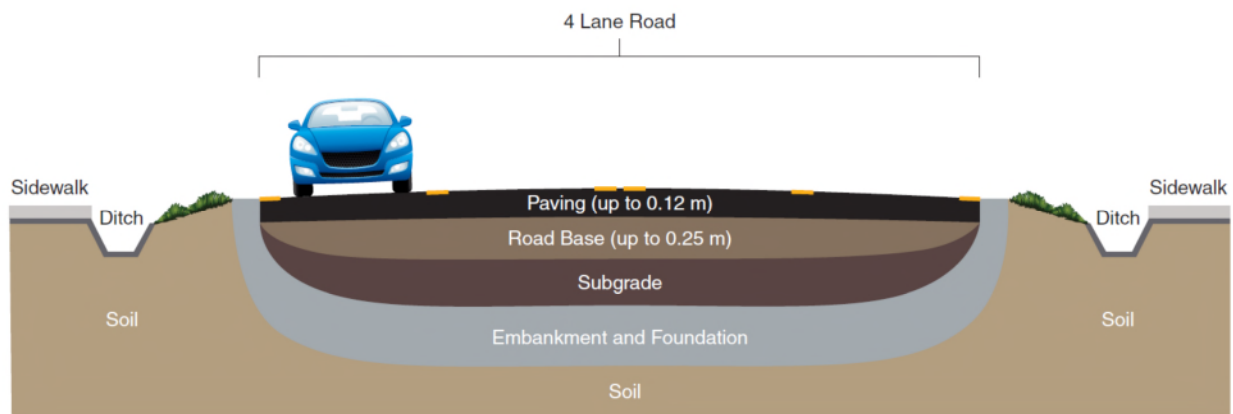 4 Lane Road
Sidewalk
Sidewalk
Ditch
Paving (up to 0.12 m)
Ditch
Road Base (up to 0.25 m)
Subgrade
Soil
Embankment and Foundation
Soil
Soil